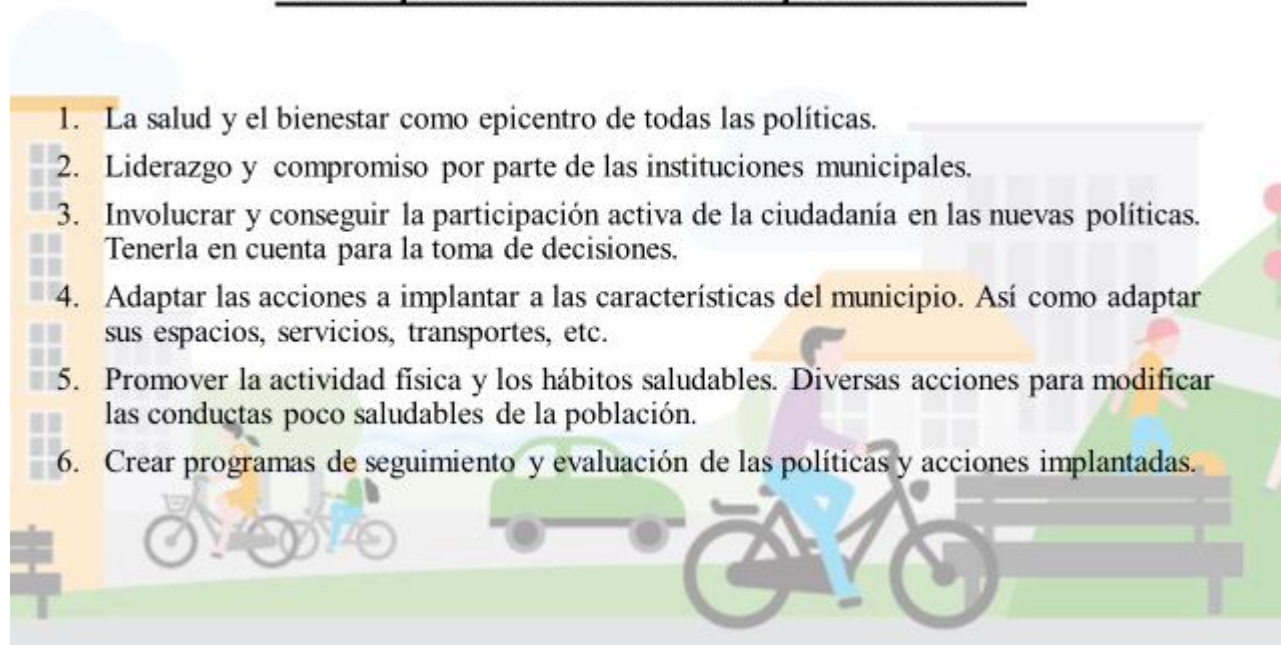 1. La salud y el bienestar como epicentro de todas las políticas.
2. Liderazgo y compromiso por parte de las instituciones municipales.
3. Involucrar y conseguir la participación activa de la ciudadanía en las nuevas políticas.
Tenerla en cuenta para la toma de decisiones.
4. Adaptar las acciones a implantar a las características del municipio. Así como adaptar
sus espacios, servicios, transportes, etc.
5. Promover la actividad física y los hábitos saludables. Diversas acciones para modificar
las conductas poco saludables de la población.
6. Crear programas de seguimiento y evaluación de las políticas y acciones implantadas.